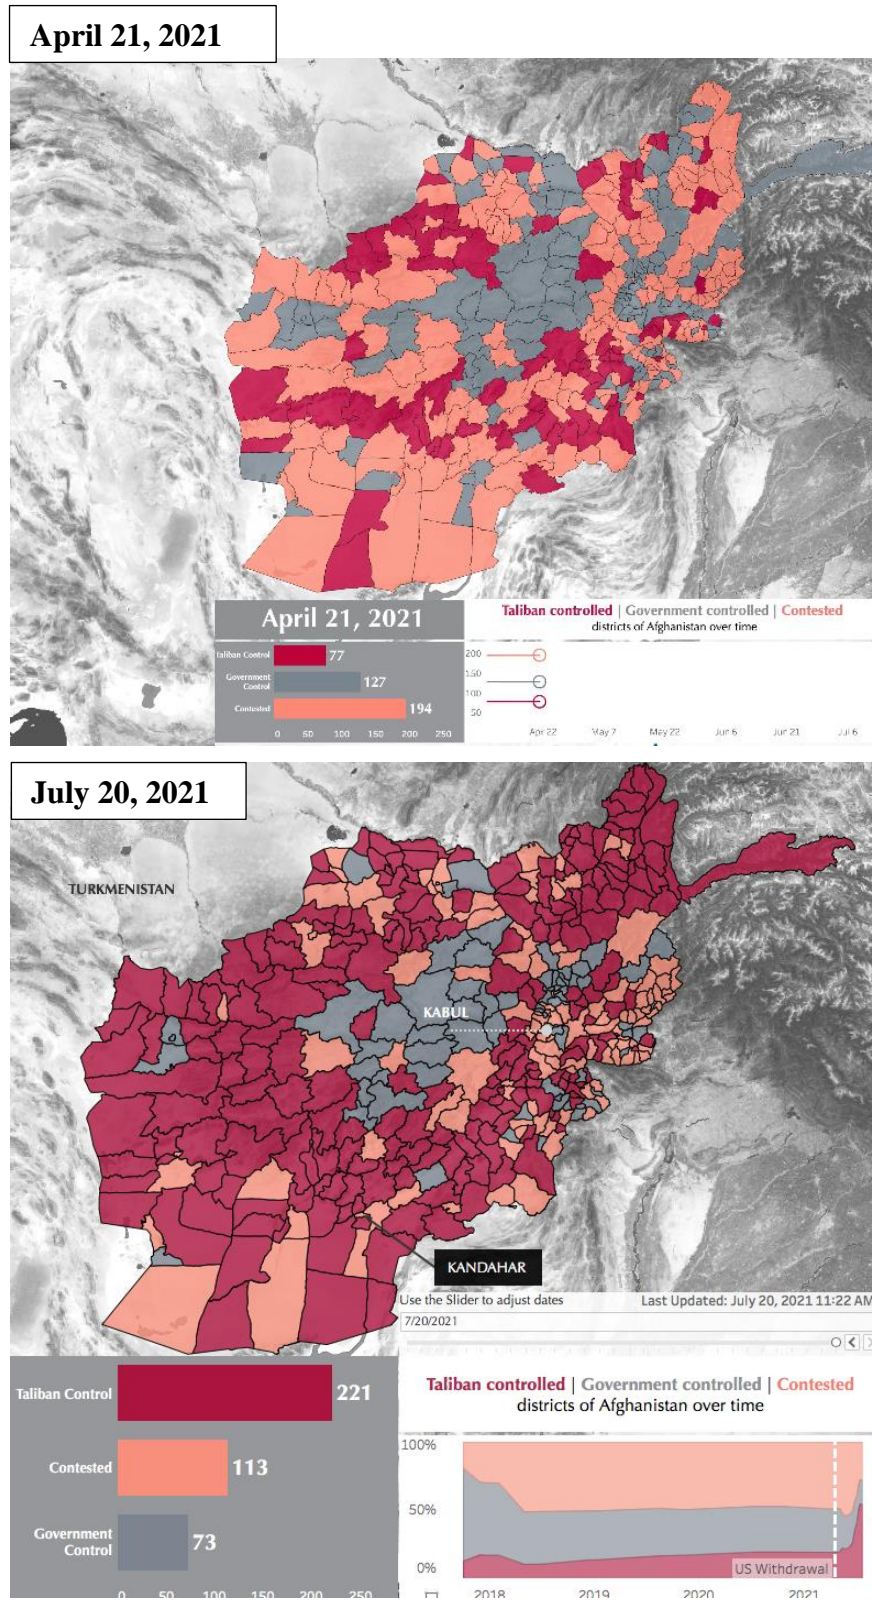 April 21, 2021
April 21, 2021
Taliban Control
77
Government
Control
127
Contested
194
0 50 100 150 200 250
Taliban controlled | Government controlled | Contested
districts of Afghanistan over time
200
150
100
50
Apr 22 May 7 May 22 Jun 6 Jun 21 Jul 6
July 20, 2021
TURKMENISTAN
KABUL
KANDAHAR
Use the Slider to adjust dates
Last Updated: July 20, 2021 11:22 AM
7/20/2021
Taliban Control
221
Contested
113
Government
Control
73
0 50 100 150 200 250
Taliban controlled | Government controlled | Contested
districts of Afghanistan over time
100%
50%
0%
US Withdrawal
2018 2019 2020 2021